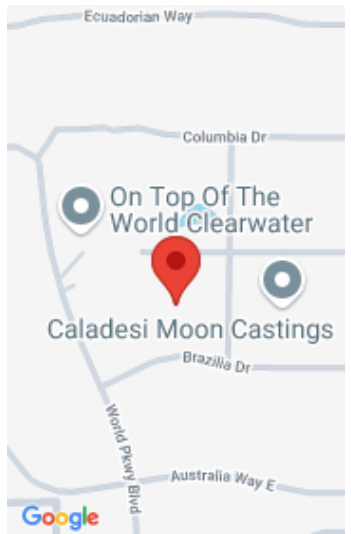 Ecuadorian Way
Columbia Dr
On Top Of The
World Clearwater
Caladesi Moon Castings
Brazilia Dr
World Pkwy Blvd
Australia Way E
Google